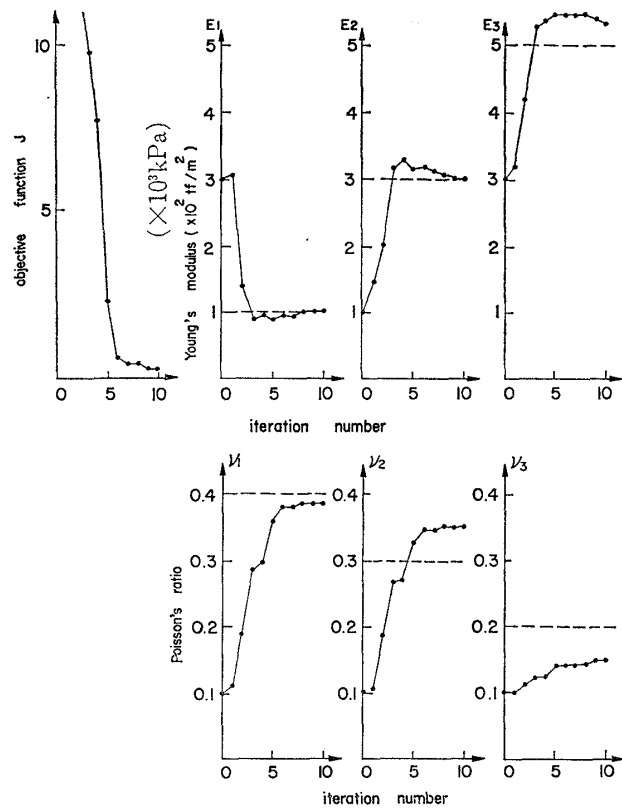 E1
E2
E3
10
5
objective function J
(×10³kPa)
Young's modulus (×10² tf/m²)
5
4
3
2
1
5
4
3
2
1
5
4
3
2
1
0 5 10
0 5 10
0 5 10
0 5 10
iteration number
ν1
ν2
ν3
Poisson's ratio
0.4
0.3
0.2
0.1
0.4
0.3
0.2
0.1
0.4
0.3
0.2
0.1
0 5 10
0 5 10
0 5 10
iteration number